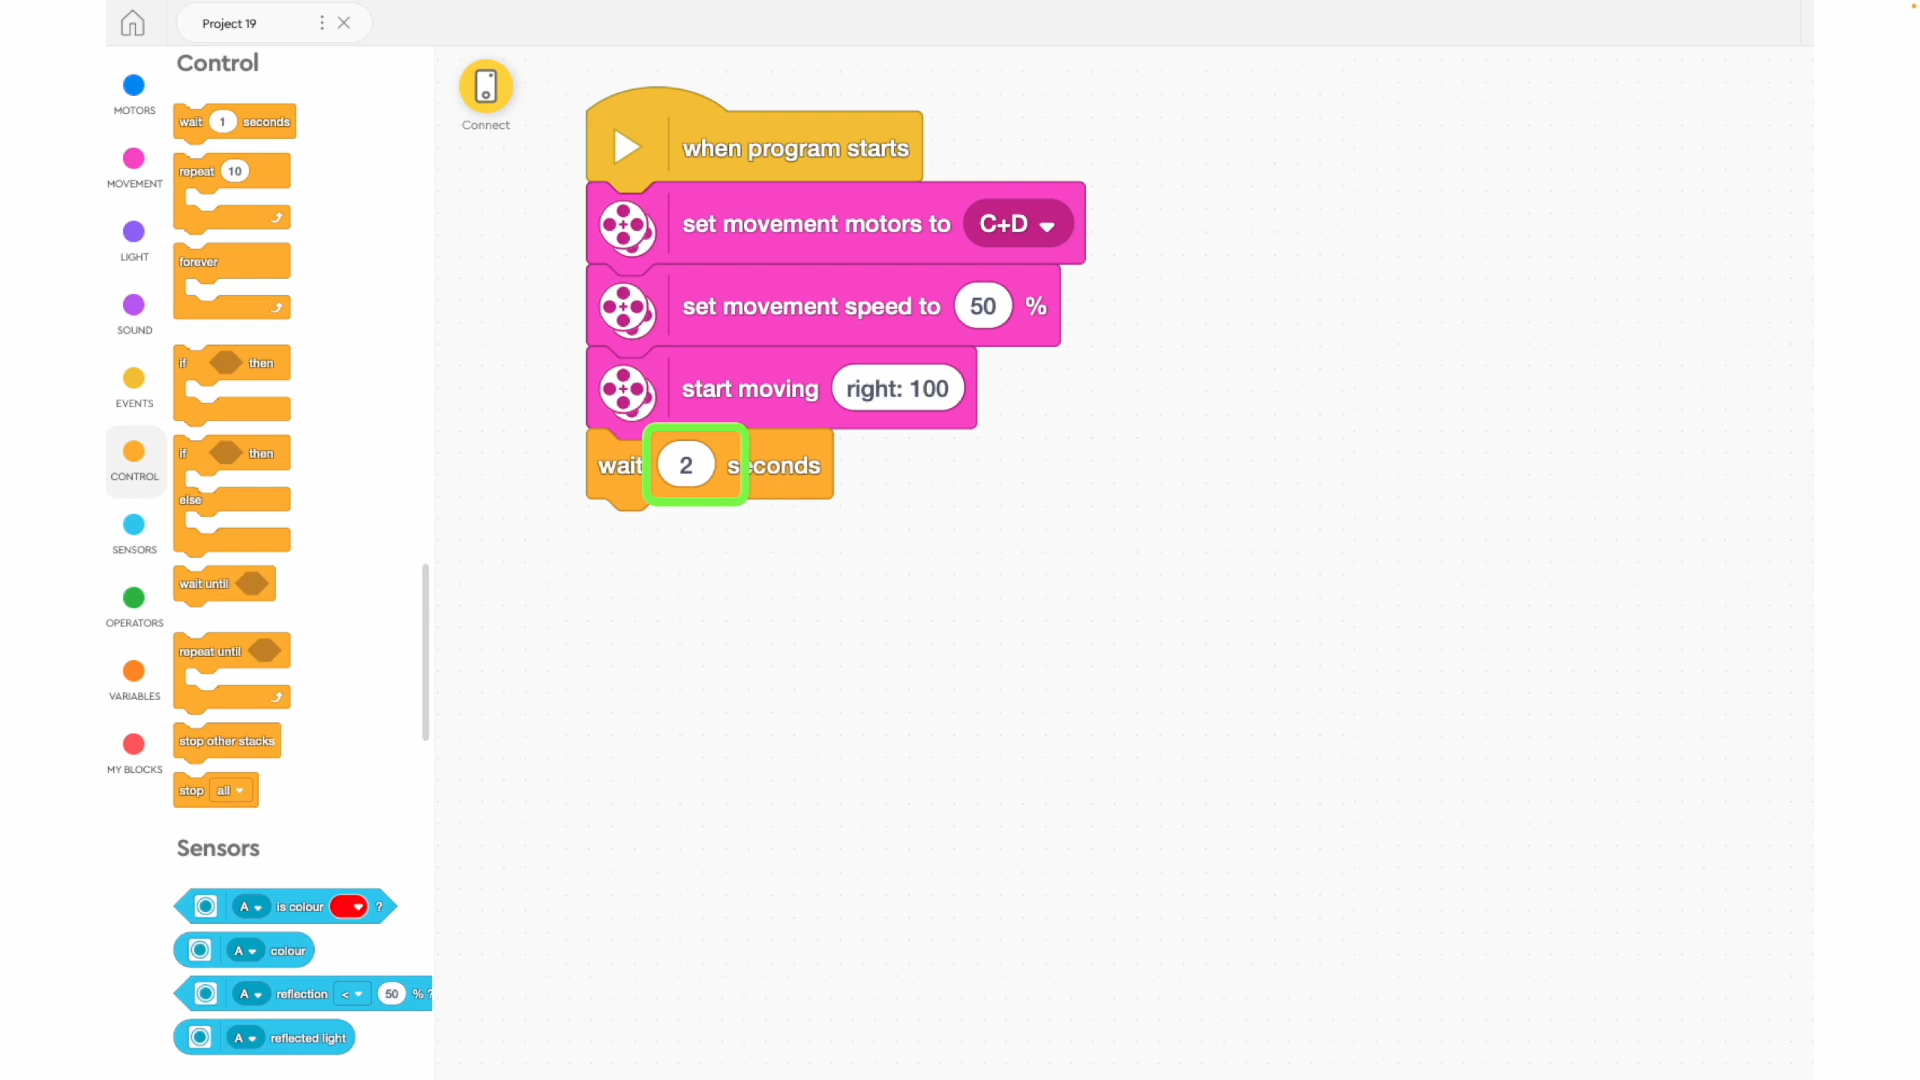 Project 19
Control
MOTORS
MOVEMENT
LIGHT
SOUND
EVENTS
CONTROL
SENSORS
OPERATORS
VARIABLES
MY BLOCKS
wait 1 seconds
repeat 10
forever
if then
if then
else
wait until
repeat until
stop other stacks
stop all
Sensors
A is colour ?
A colour
A reflection < 50 % ?
A reflected light
Connect
when program starts
set movement motors to C+D
set movement speed to 50 %
start moving right: 100
wait 2 seconds